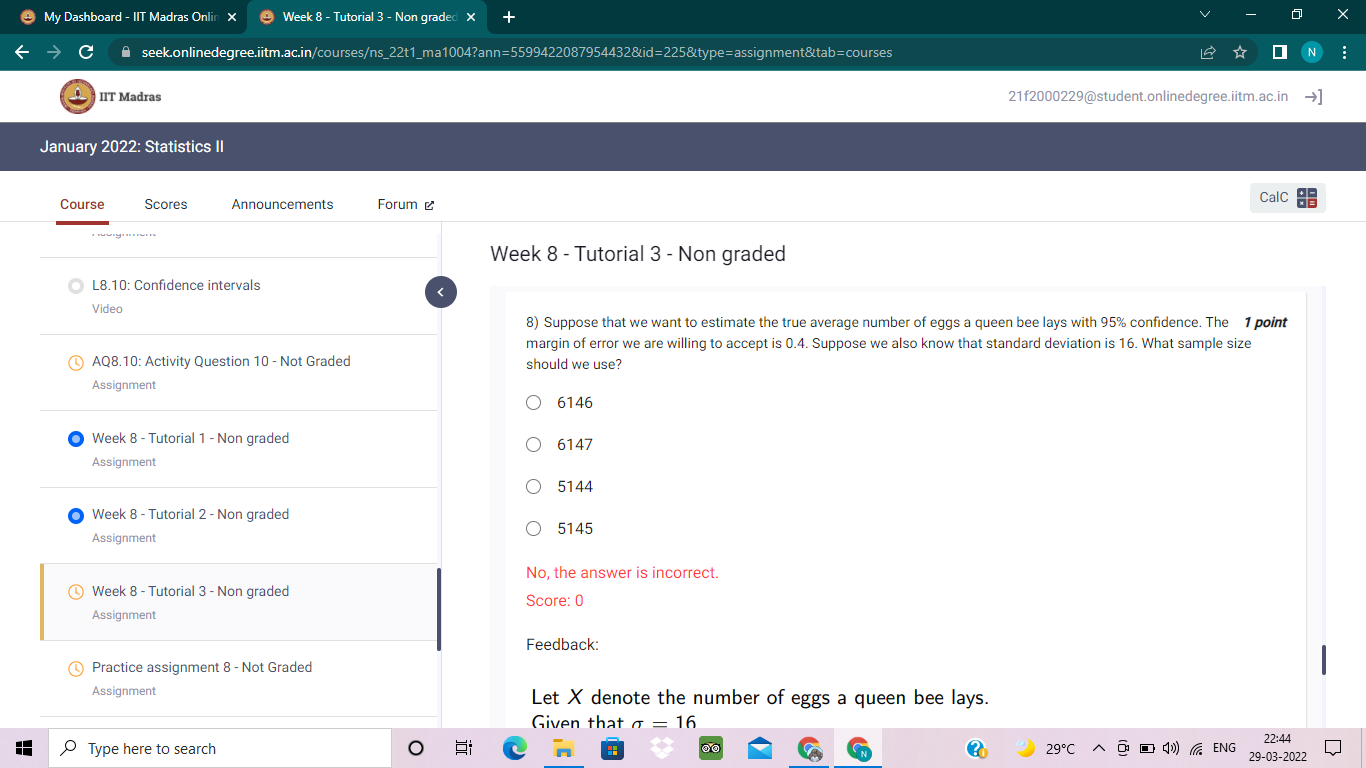 My Dashboard - IIT Madras Onlin
Week 8 - Tutorial 3 - Non graded
seek.onlinedegree.iitm.ac.in/courses/ns_22t1_ma1004?ann=5599422087954432&id=225&type=assignment&tab=courses
N
IIT Madras
21f2000229@student.onlinedegree.iitm.ac.in
January 2022: Statistics II
Course
Scores
Announcements
Forum
CalC
L8.10: Confidence intervals
Video
AQ8.10: Activity Question 10 - Not Graded
Assignment
Week 8 - Tutorial 1 - Non graded
Assignment
Week 8 - Tutorial 2 - Non graded
Assignment
Week 8 - Tutorial 3 - Non graded
Assignment
Practice assignment 8 - Not Graded
Assignment
Week 8 - Tutorial 3 - Non graded
8) Suppose that we want to estimate the true average number of eggs a queen bee lays with 95% confidence. The 1 point
margin of error we are willing to accept is 0.4. Suppose we also know that standard deviation is 16. What sample size
should we use?
6146
6147
5144
5145
No, the answer is incorrect.
Score: 0
Feedback:
Let X denote the number of eggs a queen bee lays.
Given that σ = 16
Type here to search
29°C
ENG
22:44
29-03-2022